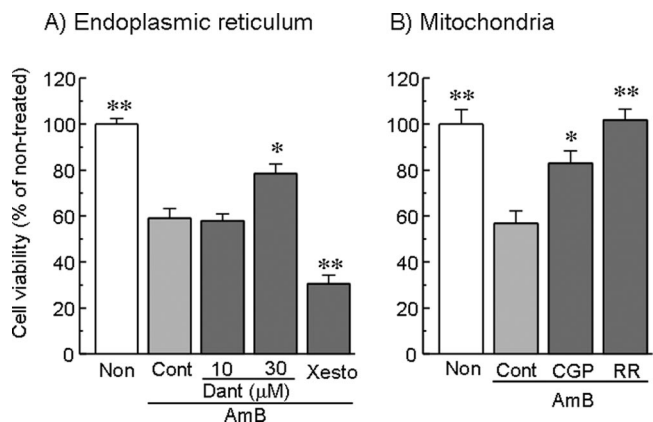 A) Endoplasmic reticulum
Cell viability (% of non-treated)
120
100
80
60
40
20
0
**
*
**
Non
Cont
10
30
Xesto
Dant (μM)
AmB
B) Mitochondria
120
100
80
60
40
20
0
**
*
**
Non
Cont
CGP
RR
AmB